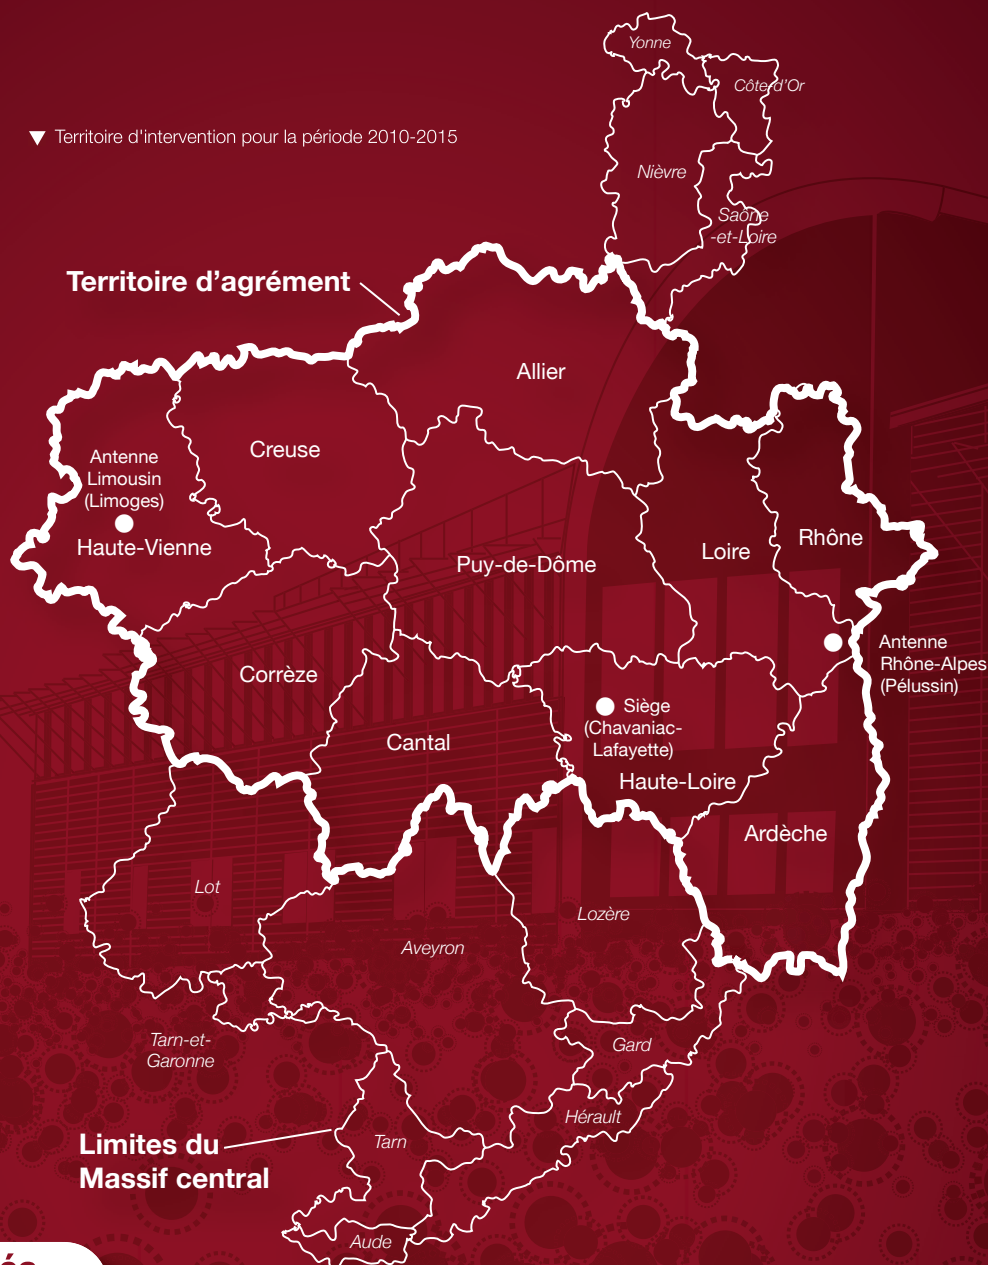 Yonne
Côte-d'Or
▼ Territoire d'intervention pour la période 2010-2015
Nièvre
Saône
-et-Loire
Territoire d'agrément
Allier
Creuse
Antenne
Limousin
(Limoges)
Haute-Vienne
Puy-de-Dôme
Loire
Rhône
Antenne
Rhône-Alpes
(Pélussin)
Corrèze
Siège
(Chavaniac-
Lafayette)
Cantal
Haute-Loire
Ardèche
Lot
Lozère
Aveyron
Tarn-et-
Garonne
Gard
Hérault
Limites du
Massif central
Tarn
Aude